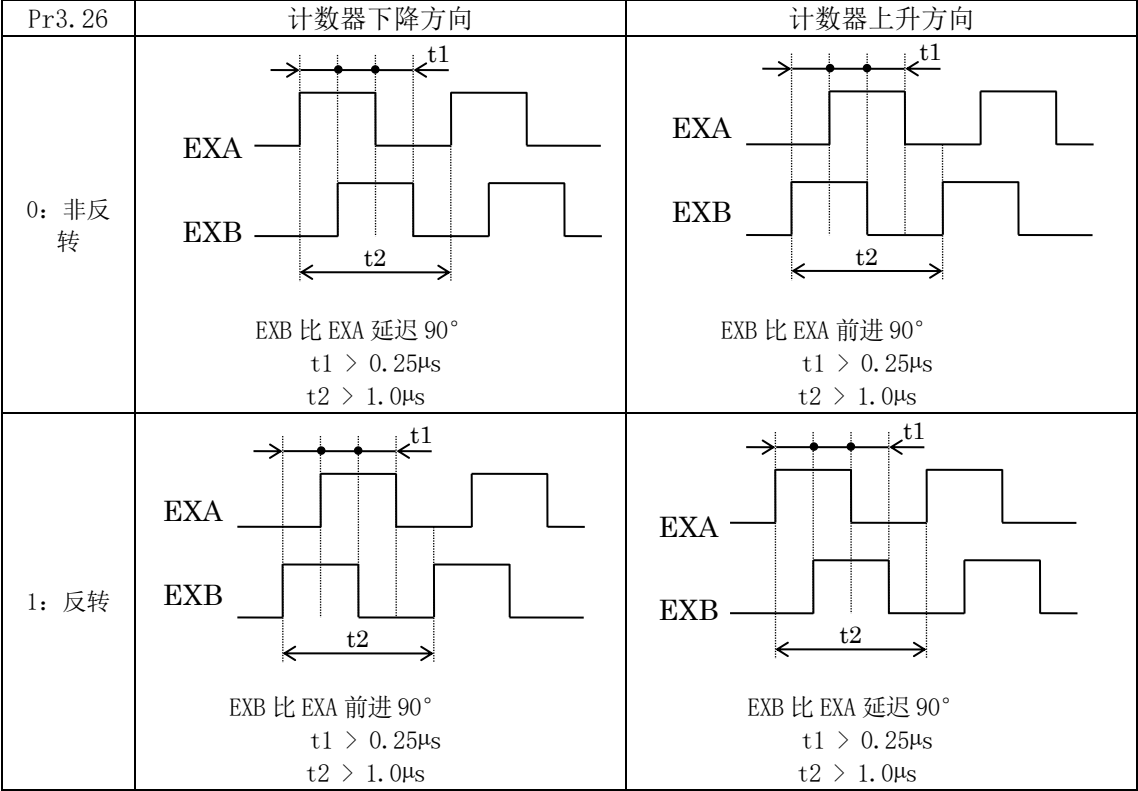 Pr3.26 计数器下降方向 计数器上升方向
0：非反转
t1
EXA
EXB
t2
EXB 比 EXA 延迟 90°
t1 > 0.25μs
t2 > 1.0μs
t1
EXA
EXB
t2
EXB 比 EXA 前进 90°
t1 > 0.25μs
t2 > 1.0μs
1：反转
t1
EXA
EXB
t2
EXB 比 EXA 前进 90°
t1 > 0.25μs
t2 > 1.0μs
t1
EXA
EXB
t2
EXB 比 EXA 延迟 90°
t1 > 0.25μs
t2 > 1.0μs